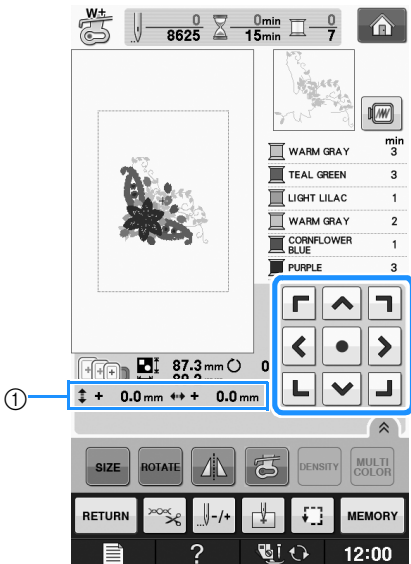 W+
0
8625
0min
15min
0
7
min
WARM GRAY 3
TEAL GREEN 3
LIGHT LILAC 1
WARM GRAY 2
CORNFLOWER
BLUE 1
PURPLE 3
87.3 mm 0
① + 0.0 mm + 0.0 mm
SIZE ROTATE DENSITY MULTI
COLOR
RETURN -/+ MEMORY
? 12:00